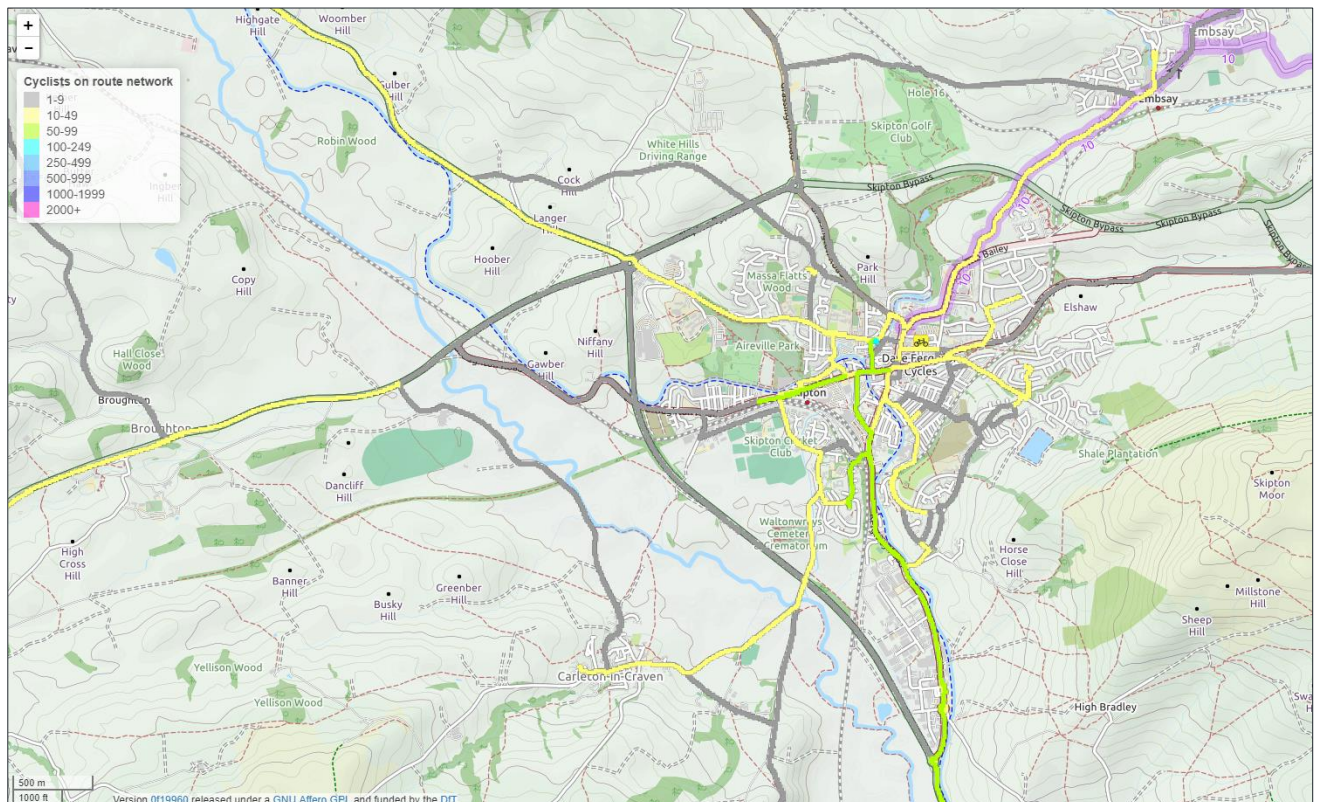 +
−
Cyclists on route network
1-9
10-49
50-99
100-249
250-499
500-999
1000-1999
2000+
Highgate
Hill
Woomber
Hill
Hill
Robin Wood
Cock
Hill
Langer
White Hills
Driving Range
Hole 16
Skipton Golf
Club
Embsay
10
Embsay
10
Skipton Bypass
Skipton Bypass
Skipton Bypass
Skipton Bypass
10
10
Bailey
Copy
Hill
Hoober
Hill
Massa Flatts
Wood
Park
Hill
Elshaw
Hall Close
Wood
Niffany
Hill
Gawber
Hill
Aireville Park
Cycles
Broughton
Broughton
Skipton Cricket
Club
Shale Plantation
Skipton
Moor
Dancliff
Hill
Waltonwrays
Cemetery
Crematorium
High
Cross
Hill
Banner
Hill
Greenber
Hill
Busky
Hill
Horse
Close
Hill
Millstone
Hill
Sheep
Hill
Yellison Wood
Yellison Wood
Carleton-in-Craven
High Bradley
500 m
1000 ft
Version 0f19960 released under a GNU Affero GPL and funded by the DfT